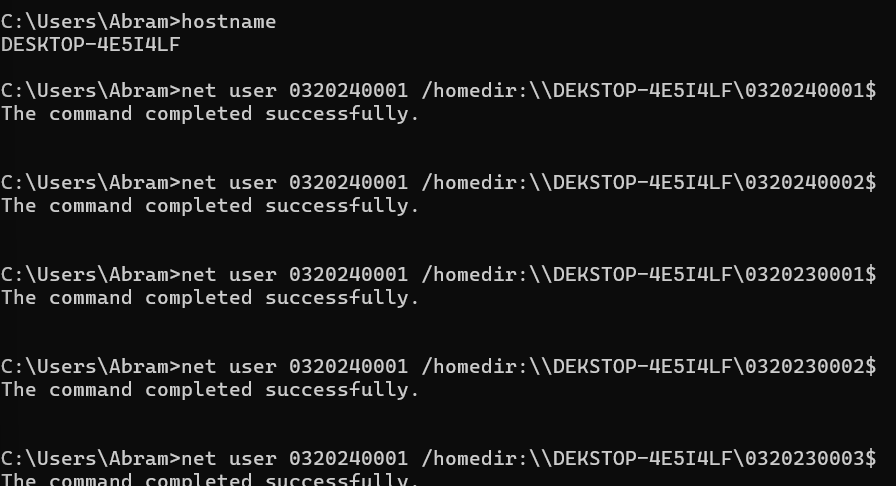 C:\Users\Abram>hostname
DESKTOP-4E5I4LF
C:\Users\Abram>net user 0320240001 /homedir:\\DEKSTOP-4E5I4LF\0320240001$
The command completed successfully.
C:\Users\Abram>net user 0320240001 /homedir:\\DEKSTOP-4E5I4LF\0320240002$
The command completed successfully.
C:\Users\Abram>net user 0320240001 /homedir:\\DEKSTOP-4E5I4LF\0320230001$
The command completed successfully.
C:\Users\Abram>net user 0320240001 /homedir:\\DEKSTOP-4E5I4LF\0320230002$
The command completed successfully.
C:\Users\Abram>net user 0320240001 /homedir:\\DEKSTOP-4E5I4LF\0320230003$
The command completed successfully.